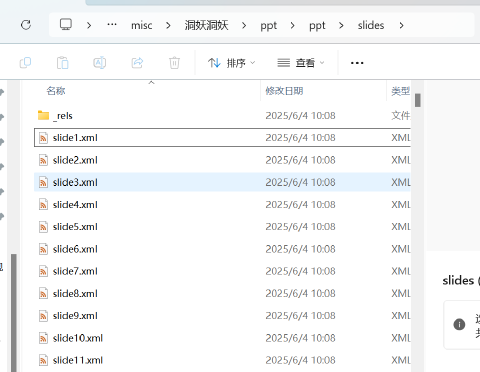 … misc 洞妖洞妖 ppt ppt slides
排序 查看 …
名称 修改日期 类型
_rels 2025/6/4 10:08 文件
slide1.xml 2025/6/4 10:08 XML
slide2.xml 2025/6/4 10:08 XML
slide3.xml 2025/6/4 10:08 XML
slides (
slide4.xml 2025/6/4 10:08 XML
slide5.xml 2025/6/4 10:08 XML
slide6.xml 2025/6/4 10:08 XML
slide7.xml 2025/6/4 10:08 XML
slide8.xml 2025/6/4 10:08 XML
slide9.xml 2025/6/4 10:08 XML
slide10.xml 2025/6/4 10:08 XML
slide11.xml 2025/6/4 10:08 XML